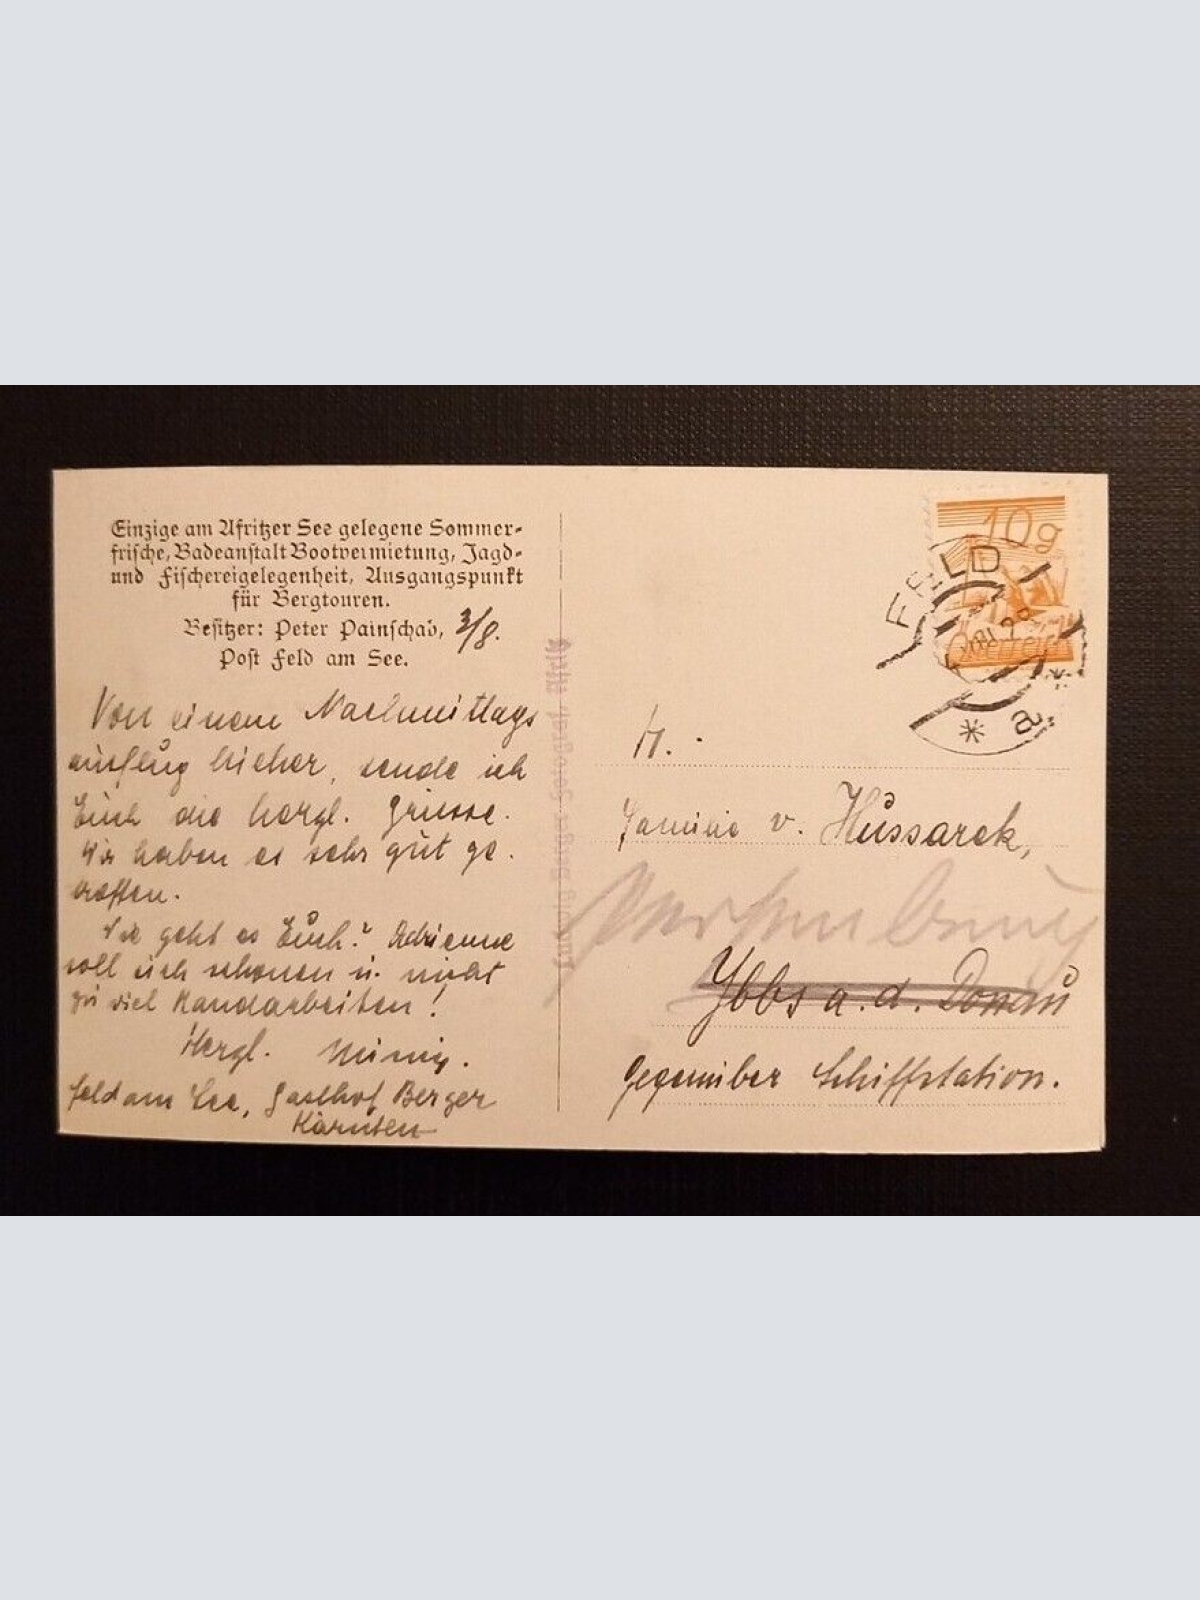 Einzige am Afritzer See gelegene Sommer-
frische, Badeanstalt Bootvermietung, Jagd-
und Fischereigelegenheit, Ausgangspunkt
für Bergtouren.
Besitzer: Peter Painschab, 3/8.
Post Feld am See.
Von einem Nachmittags
ausflug hieher, sende ich
Euch die hergl. Grüsse.
Wir haben es sehr gut ge.
troffen.
Wie geht es Euch? Adrienne
soll sich schonen u. nicht
zu viel Handarbeiten!
Hergl.
Feld am See, Gasthof Berger
Kärnten
10g
Österreich
FELD
* a
H.
Familie v. Hussarek,
Ybbs a. d. Donau
gegenüber Schiffstation.